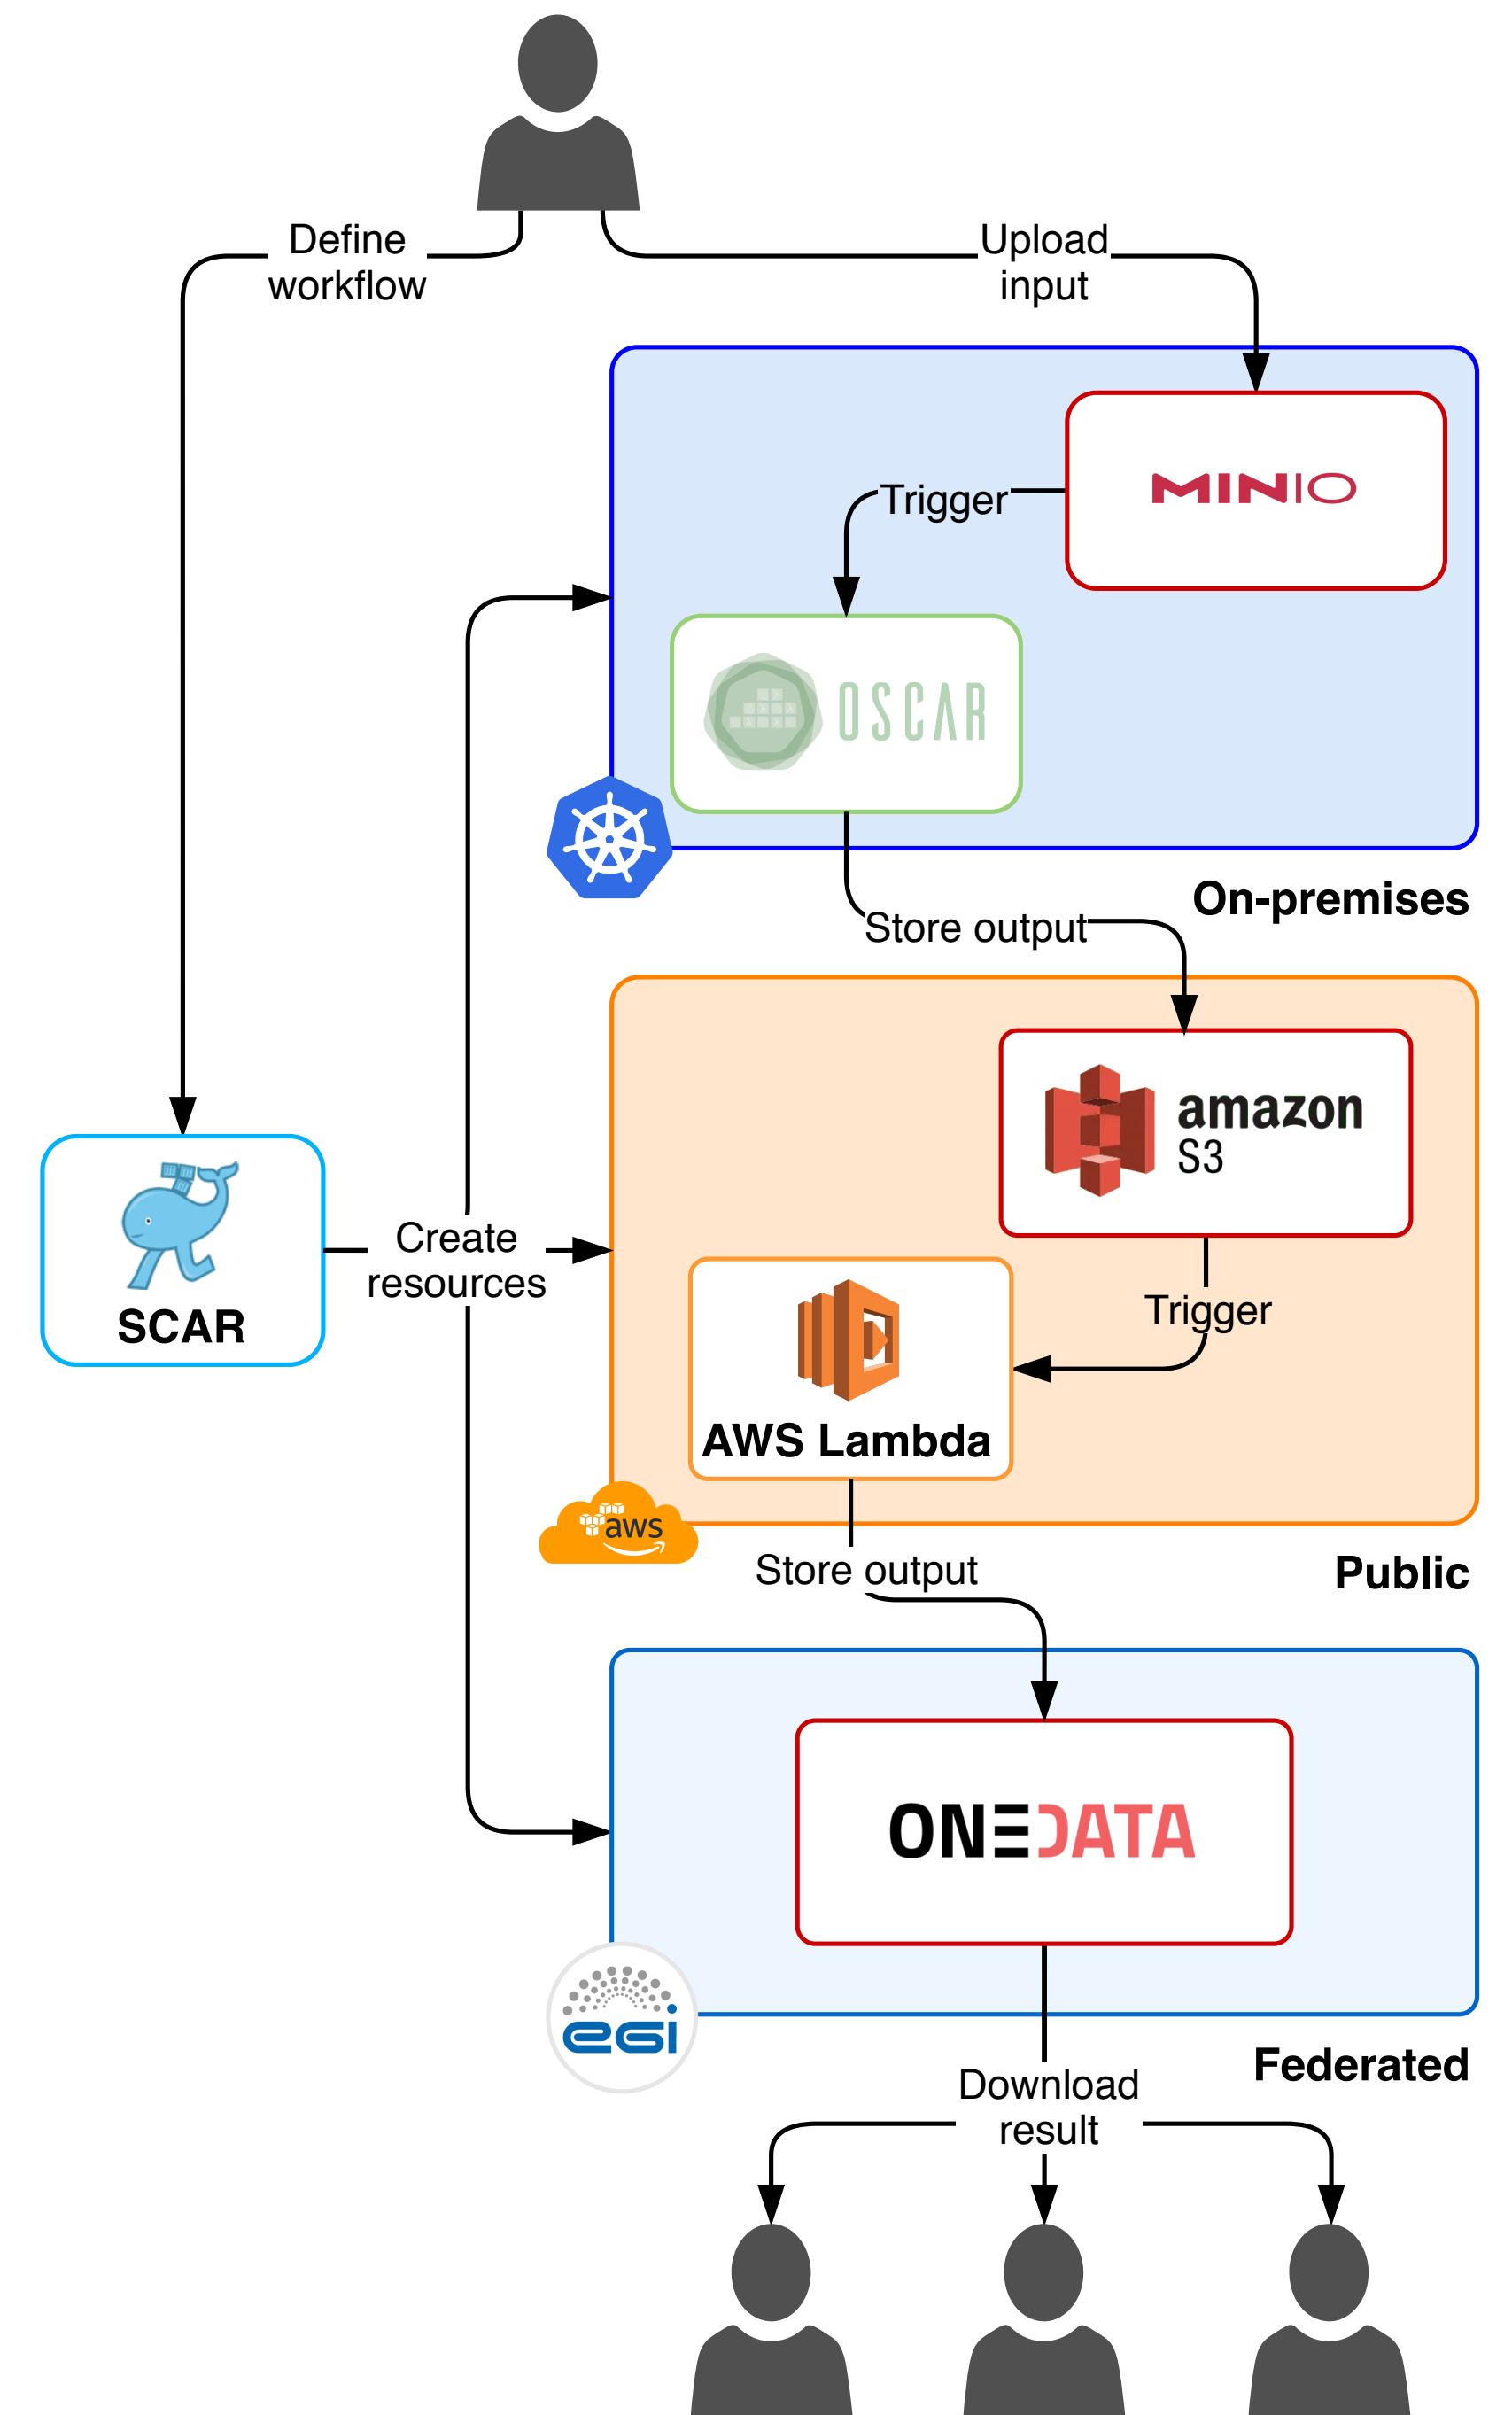 Define
workflow
Upload
input
MINIO
Trigger
OSCAR
On-premises
Store output
amazon
S3
SCAR
Create
resources
Trigger
AWS Lambda
aws
Store output
Public
ONEDATA
egi
Federated
Download
result